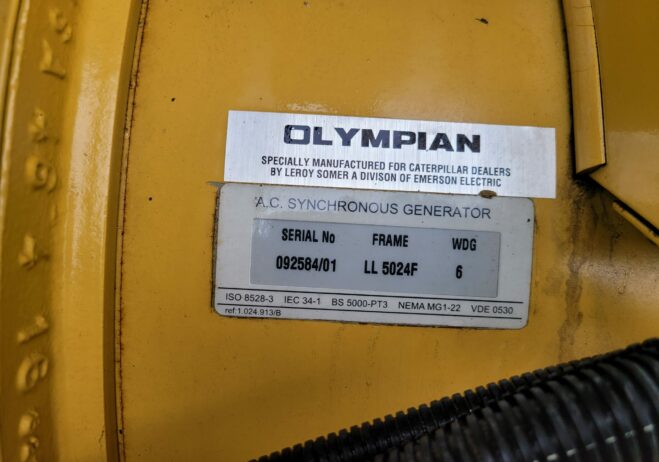 OLYMPIAN
SPECIALLY MANUFACTURED FOR CATERPILLAR DEALERS
BY LEROY SOMER A DIVISON OF EMERSON ELECTRIC
A.C. SYNCHRONOUS GENERATOR
SERIAL No FRAME WDG
092584/01 LL 5024F 6
ISO 8528-3 IEC 34-1 BS 5000-PT3 NEMA MG1-22 VDE 0530
ref:1.024.913/B